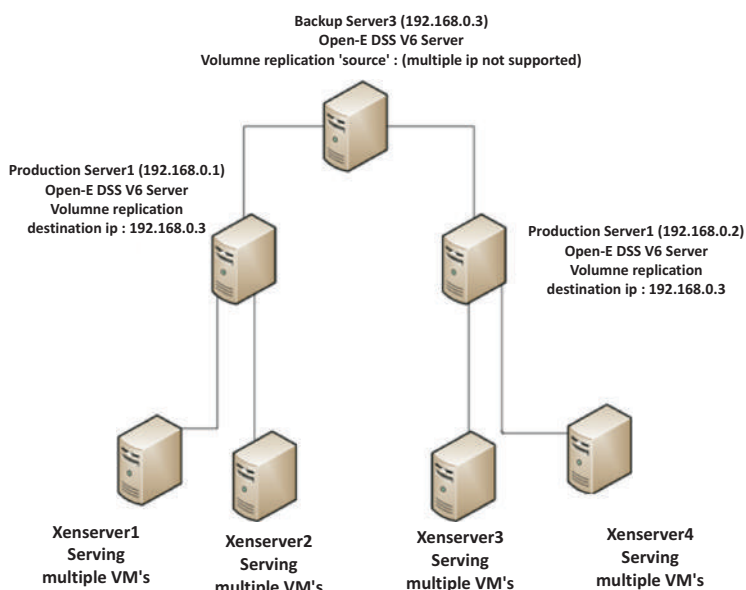 Backup Server3 (192.168.0.3)
Open-E DSS V6 Server
Volumne replication 'source' : (multiple ip not supported)
Production Server1 (192.168.0.1)
Open-E DSS V6 Server
Volumne replication
destination ip : 192.168.0.3
Production Server1 (192.168.0.2)
Open-E DSS V6 Server
Volumne replication
destination ip : 192.168.0.3
Xenserver1
Serving
multiple VM's
Xenserver2
Serving
multiple VM's
Xenserver3
Serving
multiple VM's
Xenserver4
Serving
multiple VM's